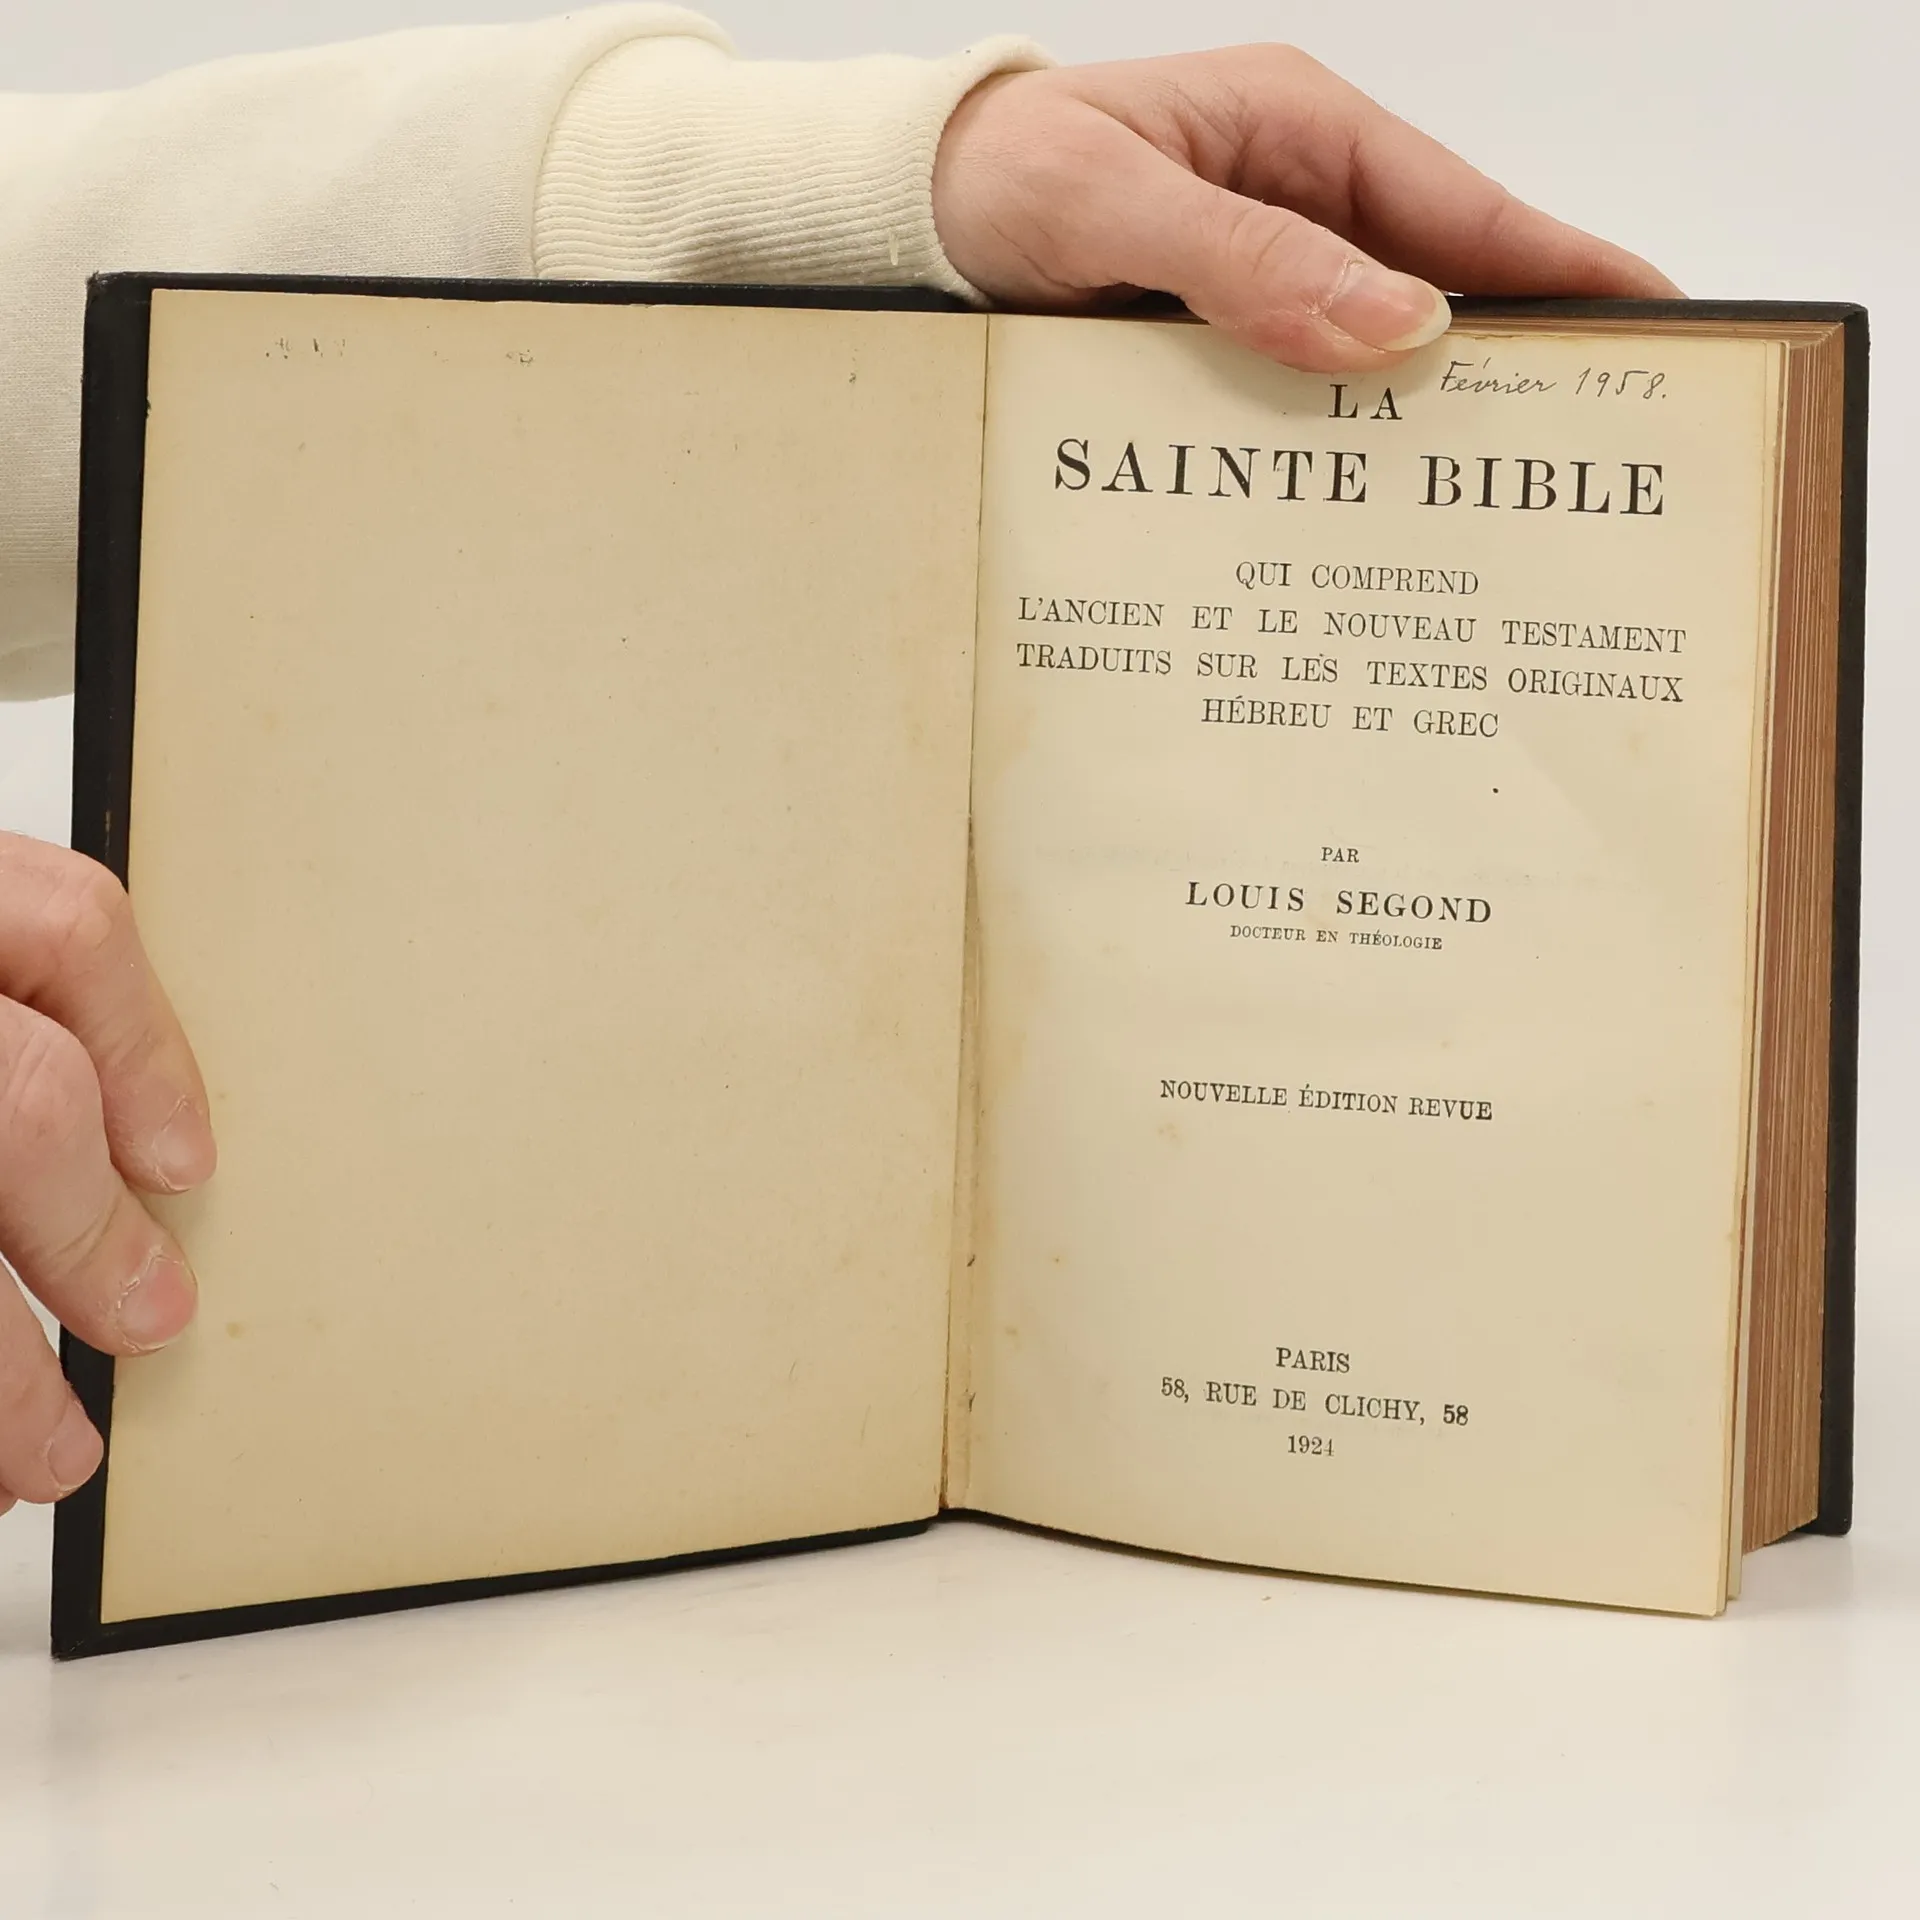 Février 1958.
LA
SAINTE BIBLE
QUI COMPREND
L'ANCIEN ET LE NOUVEAU TESTAMENT
TRADUITS SUR LES TEXTES ORIGINAUX
HÉBREU ET GREC
PAR
LOUIS SEGOND
DOCTEUR EN THÉOLOGIE
NOUVELLE ÉDITION REVUE
PARIS
58, RUE DE CLICHY, 58
1924